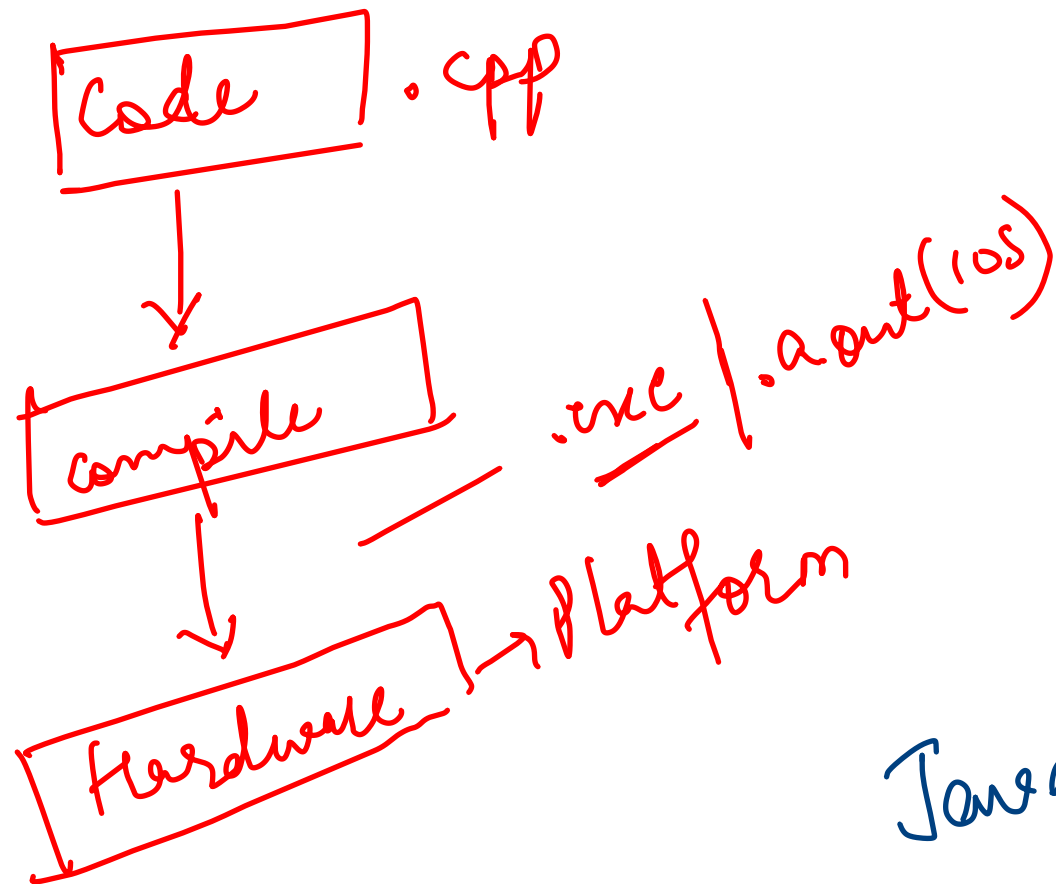 Code .cpp
compile .exe | .aout (ios)
Hardware → Platform